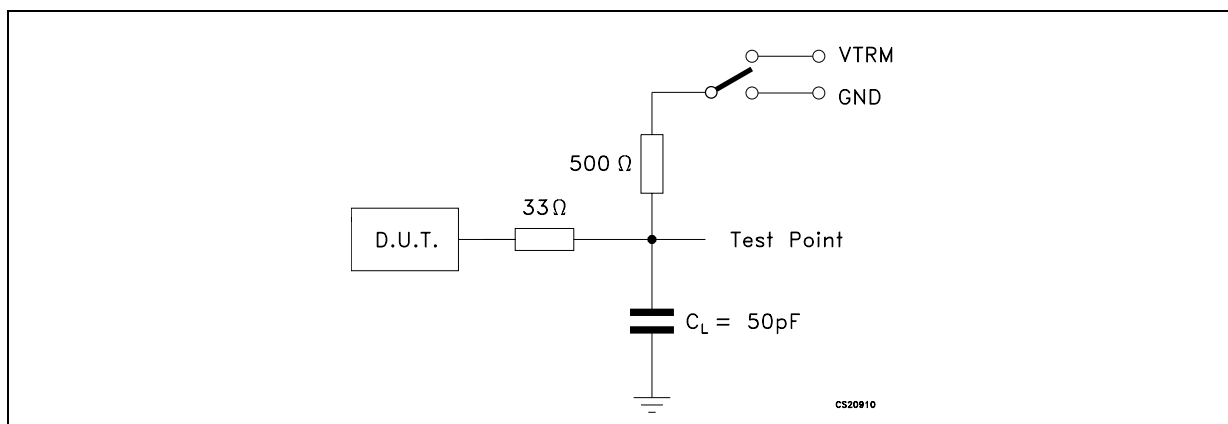 VTRM
GND
500 Ω
33Ω
D.U.T.
Test Point
C_L = 50pF
CS20910